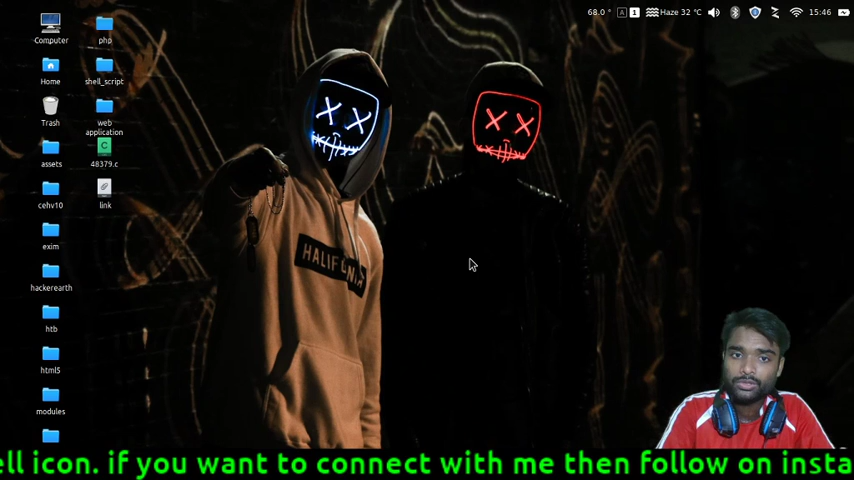 68.0 °
A
1
Haze 32 °C
15:46
Computer
php
Home
shell_script
Trash
web
application
assets
48379.c
cehv10
link
exim
hackerearth
htb
html5
modules
ell icon. if you want to connect with me then follow on insta